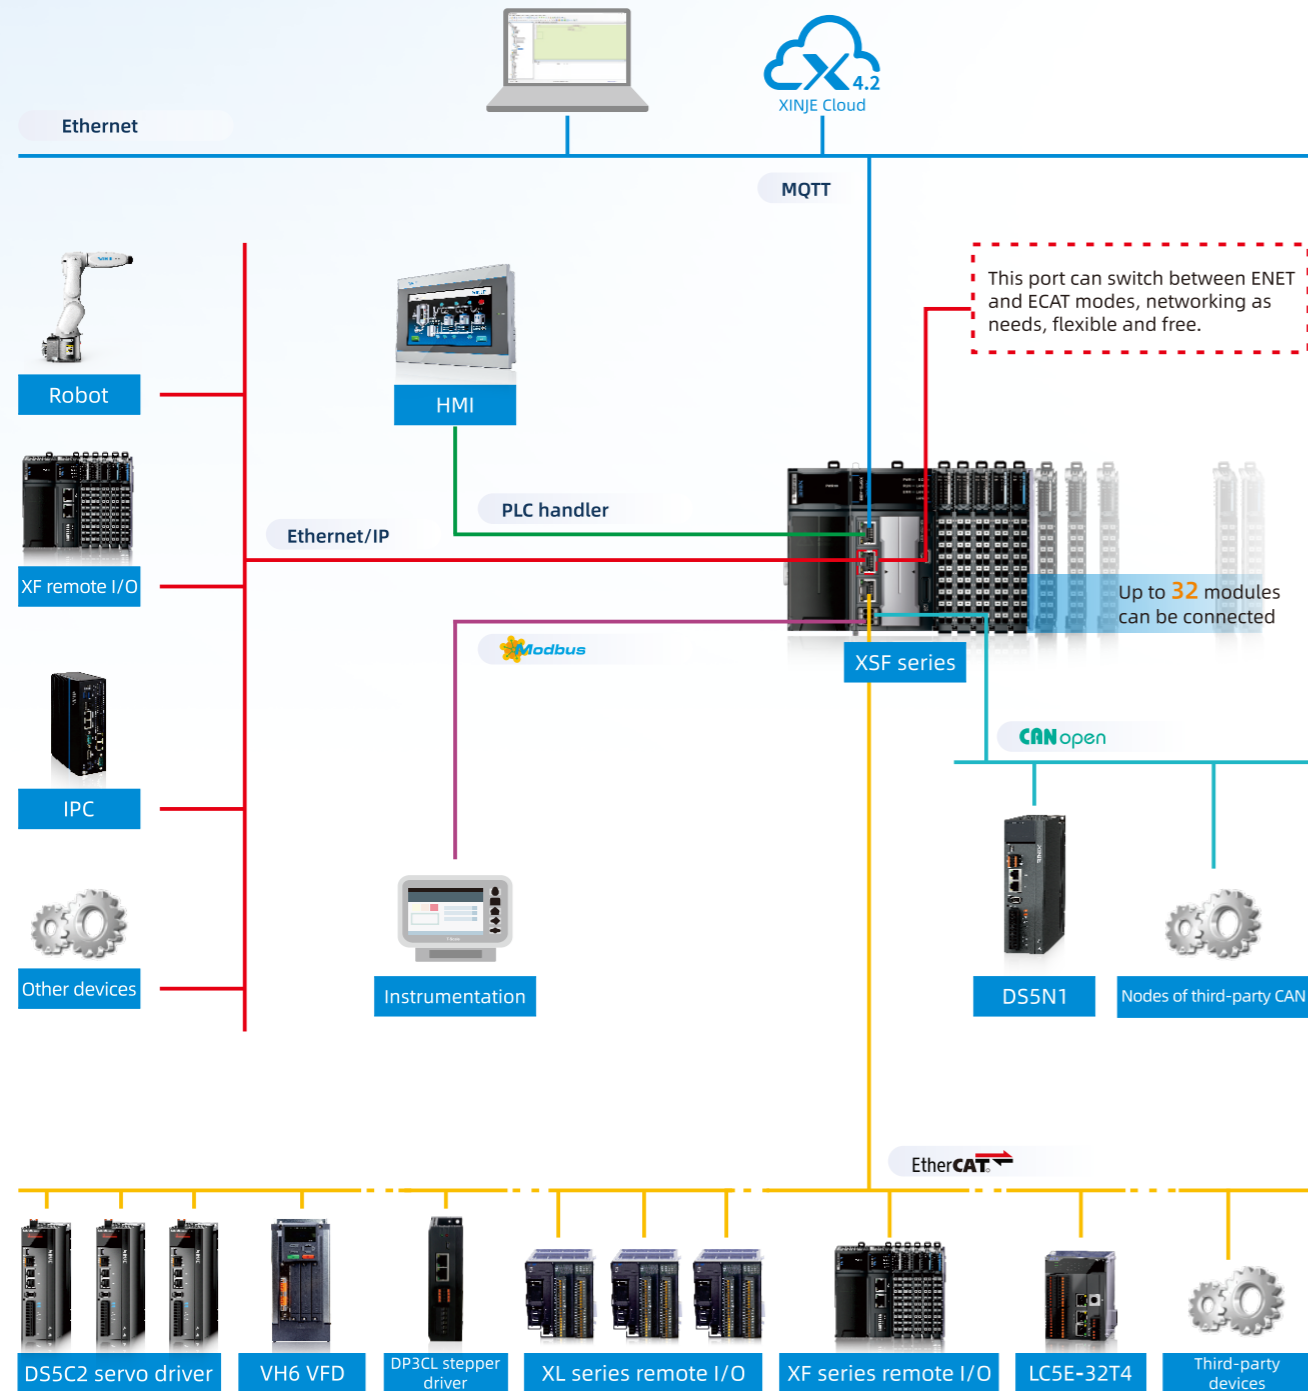 4.2
XINJE Cloud
Ethernet
MQTT
This port can switch between ENET
and ECAT modes, networking as
needs, flexible and free.
Robot
HMI
PLC handler
Ethernet/IP
XF remote I/O
Up to 32 modules
can be connected
Modbus
XSF series
CANopen
IPC
Other devices
Instrumentation
DS5N1
Nodes of third-party CAN
EtherCAT
DS5C2 servo driver
VH6 VFD
DP3CL stepper
driver
XL series remote I/O
XF series remote I/O
LC5E-32T4
Third-party
devices